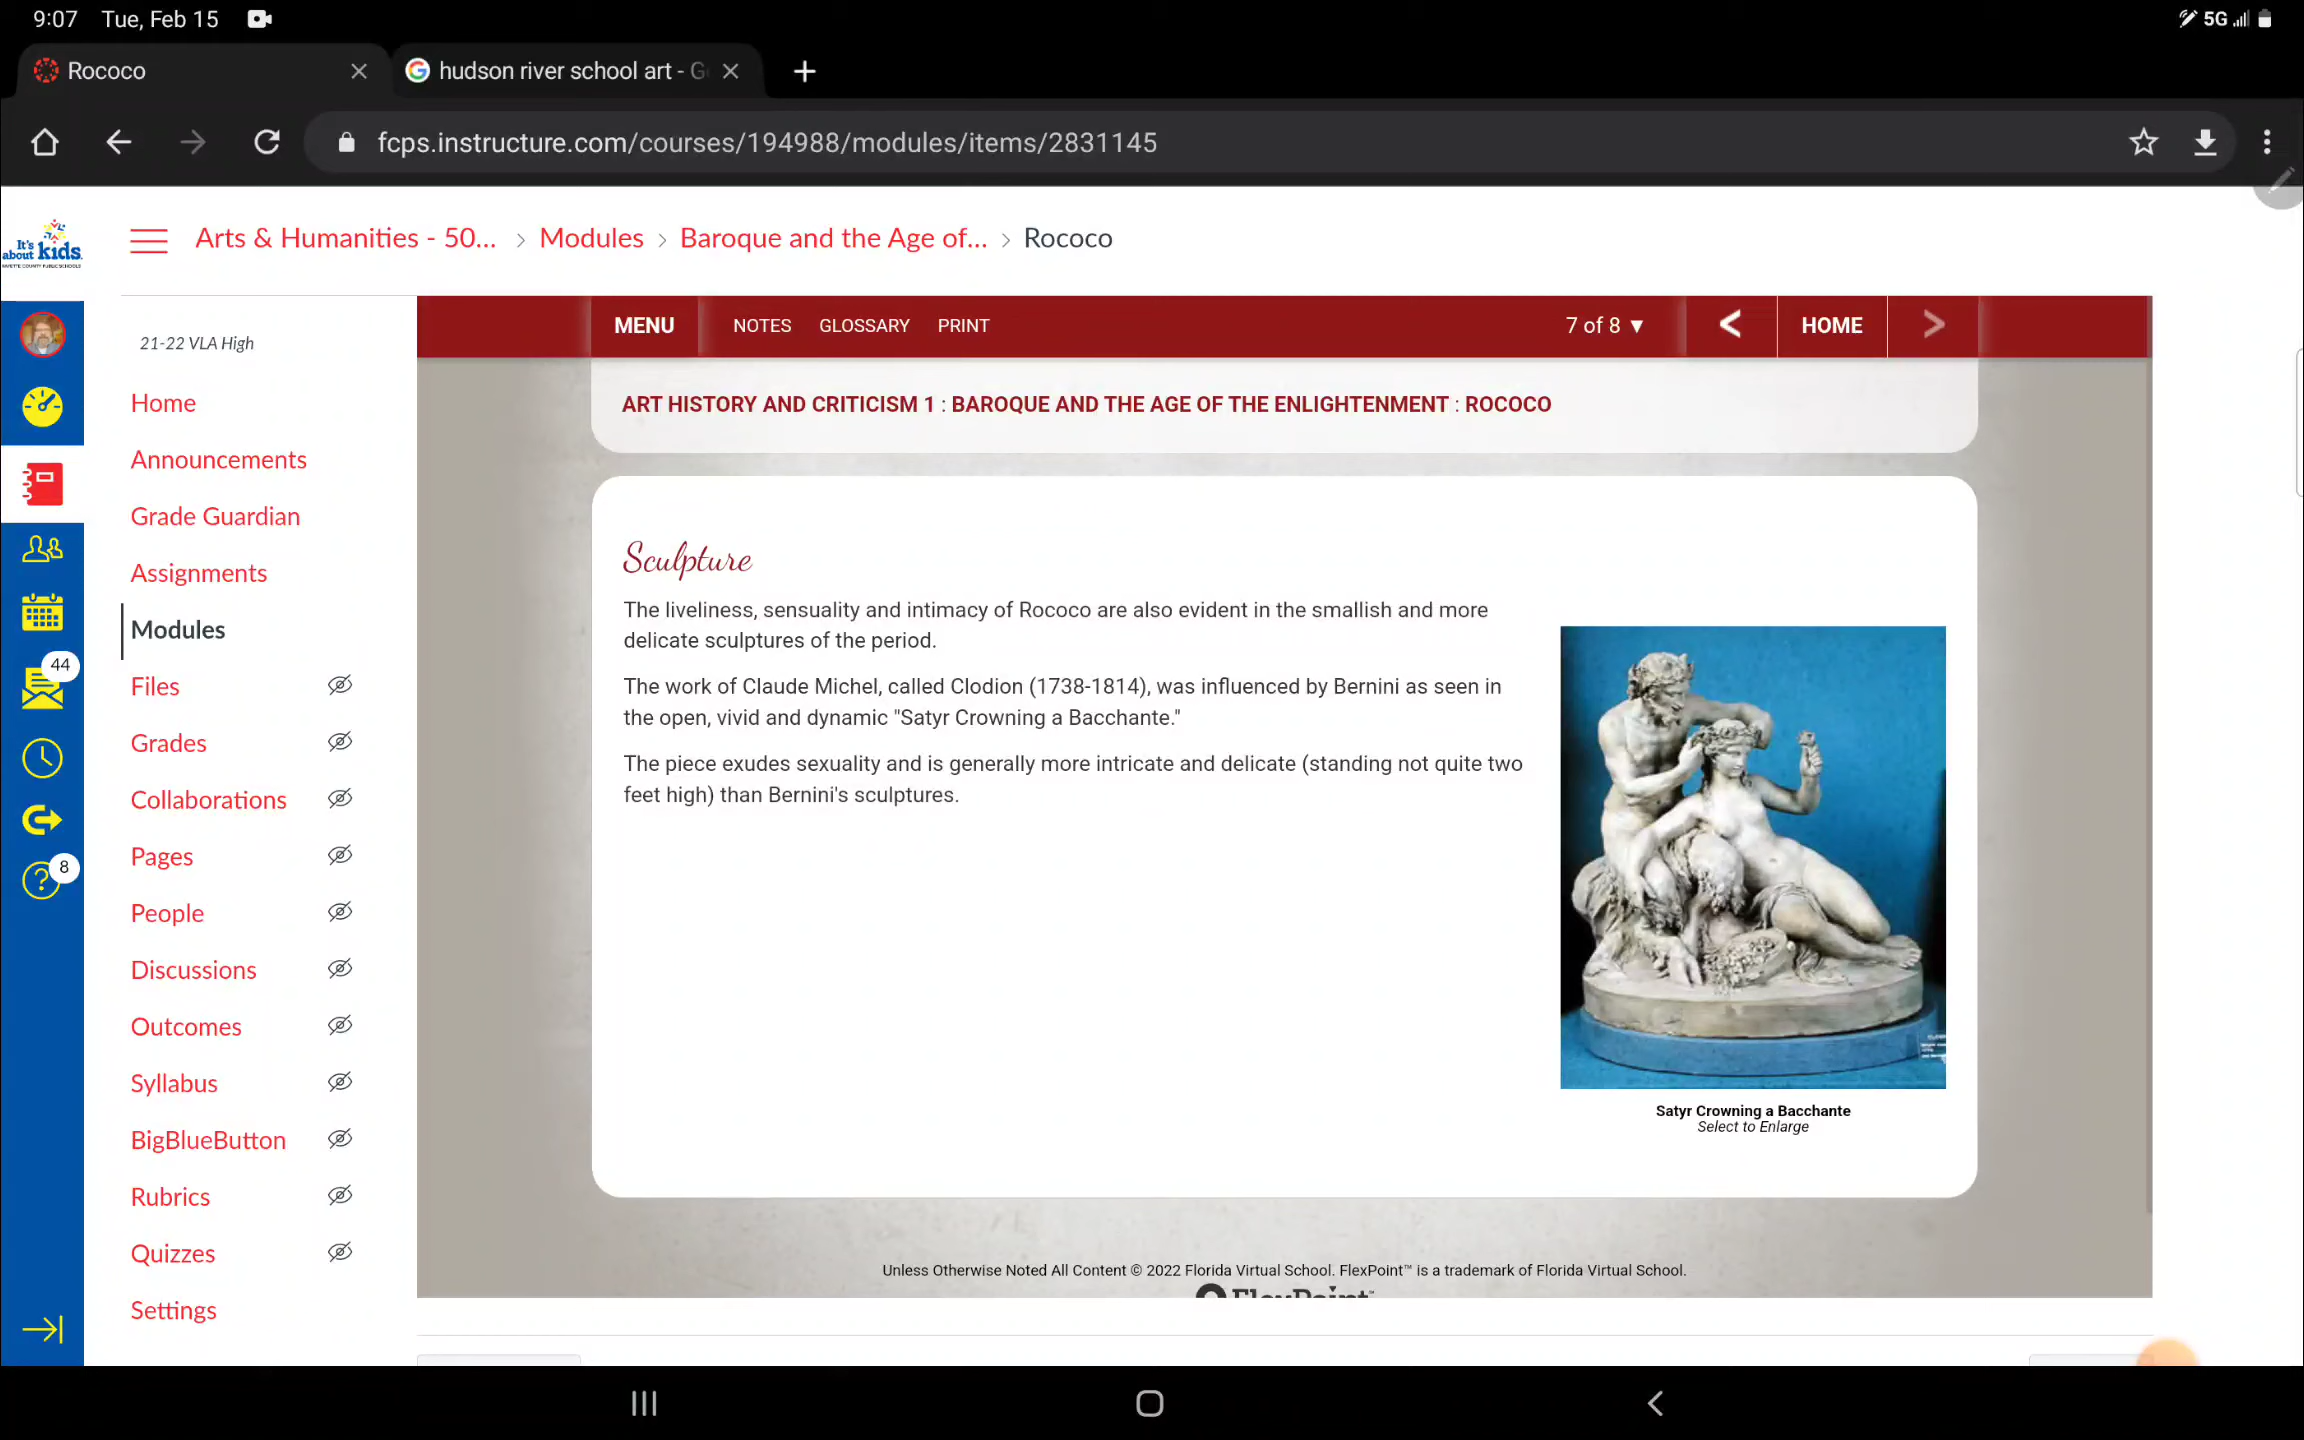 9:07 Tue, Feb 15
5G
Rococo
hudson river school art - G
fcps.instructure.com/courses/194988/modules/items/2831145
It's
about kids.
Arts & Humanities - 50... > Modules > Baroque and the Age of... > Rococo
MENU NOTES GLOSSARY PRINT 7 of 8 ▼ < HOME >
21-22 VLA High
Home
Announcements
Grade Guardian
Assignments
Modules
44
Files
Grades
Collaborations
Pages
8
People
Discussions
Outcomes
Syllabus
BigBlueButton
Rubrics
Quizzes
Settings
ART HISTORY AND CRITICISM 1 : BAROQUE AND THE AGE OF THE ENLIGHTENMENT : ROCOCO
Sculpture
The liveliness, sensuality and intimacy of Rococo are also evident in the smallish and more
delicate sculptures of the period.
The work of Claude Michel, called Clodion (1738-1814), was influenced by Bernini as seen in
the open, vivid and dynamic "Satyr Crowning a Bacchante."
The piece exudes sexuality and is generally more intricate and delicate (standing not quite two
feet high) than Bernini's sculptures.
Satyr Crowning a Bacchante
Select to Enlarge
Unless Otherwise Noted All Content © 2022 Florida Virtual School. FlexPoint™ is a trademark of Florida Virtual School.
FlexPoint™